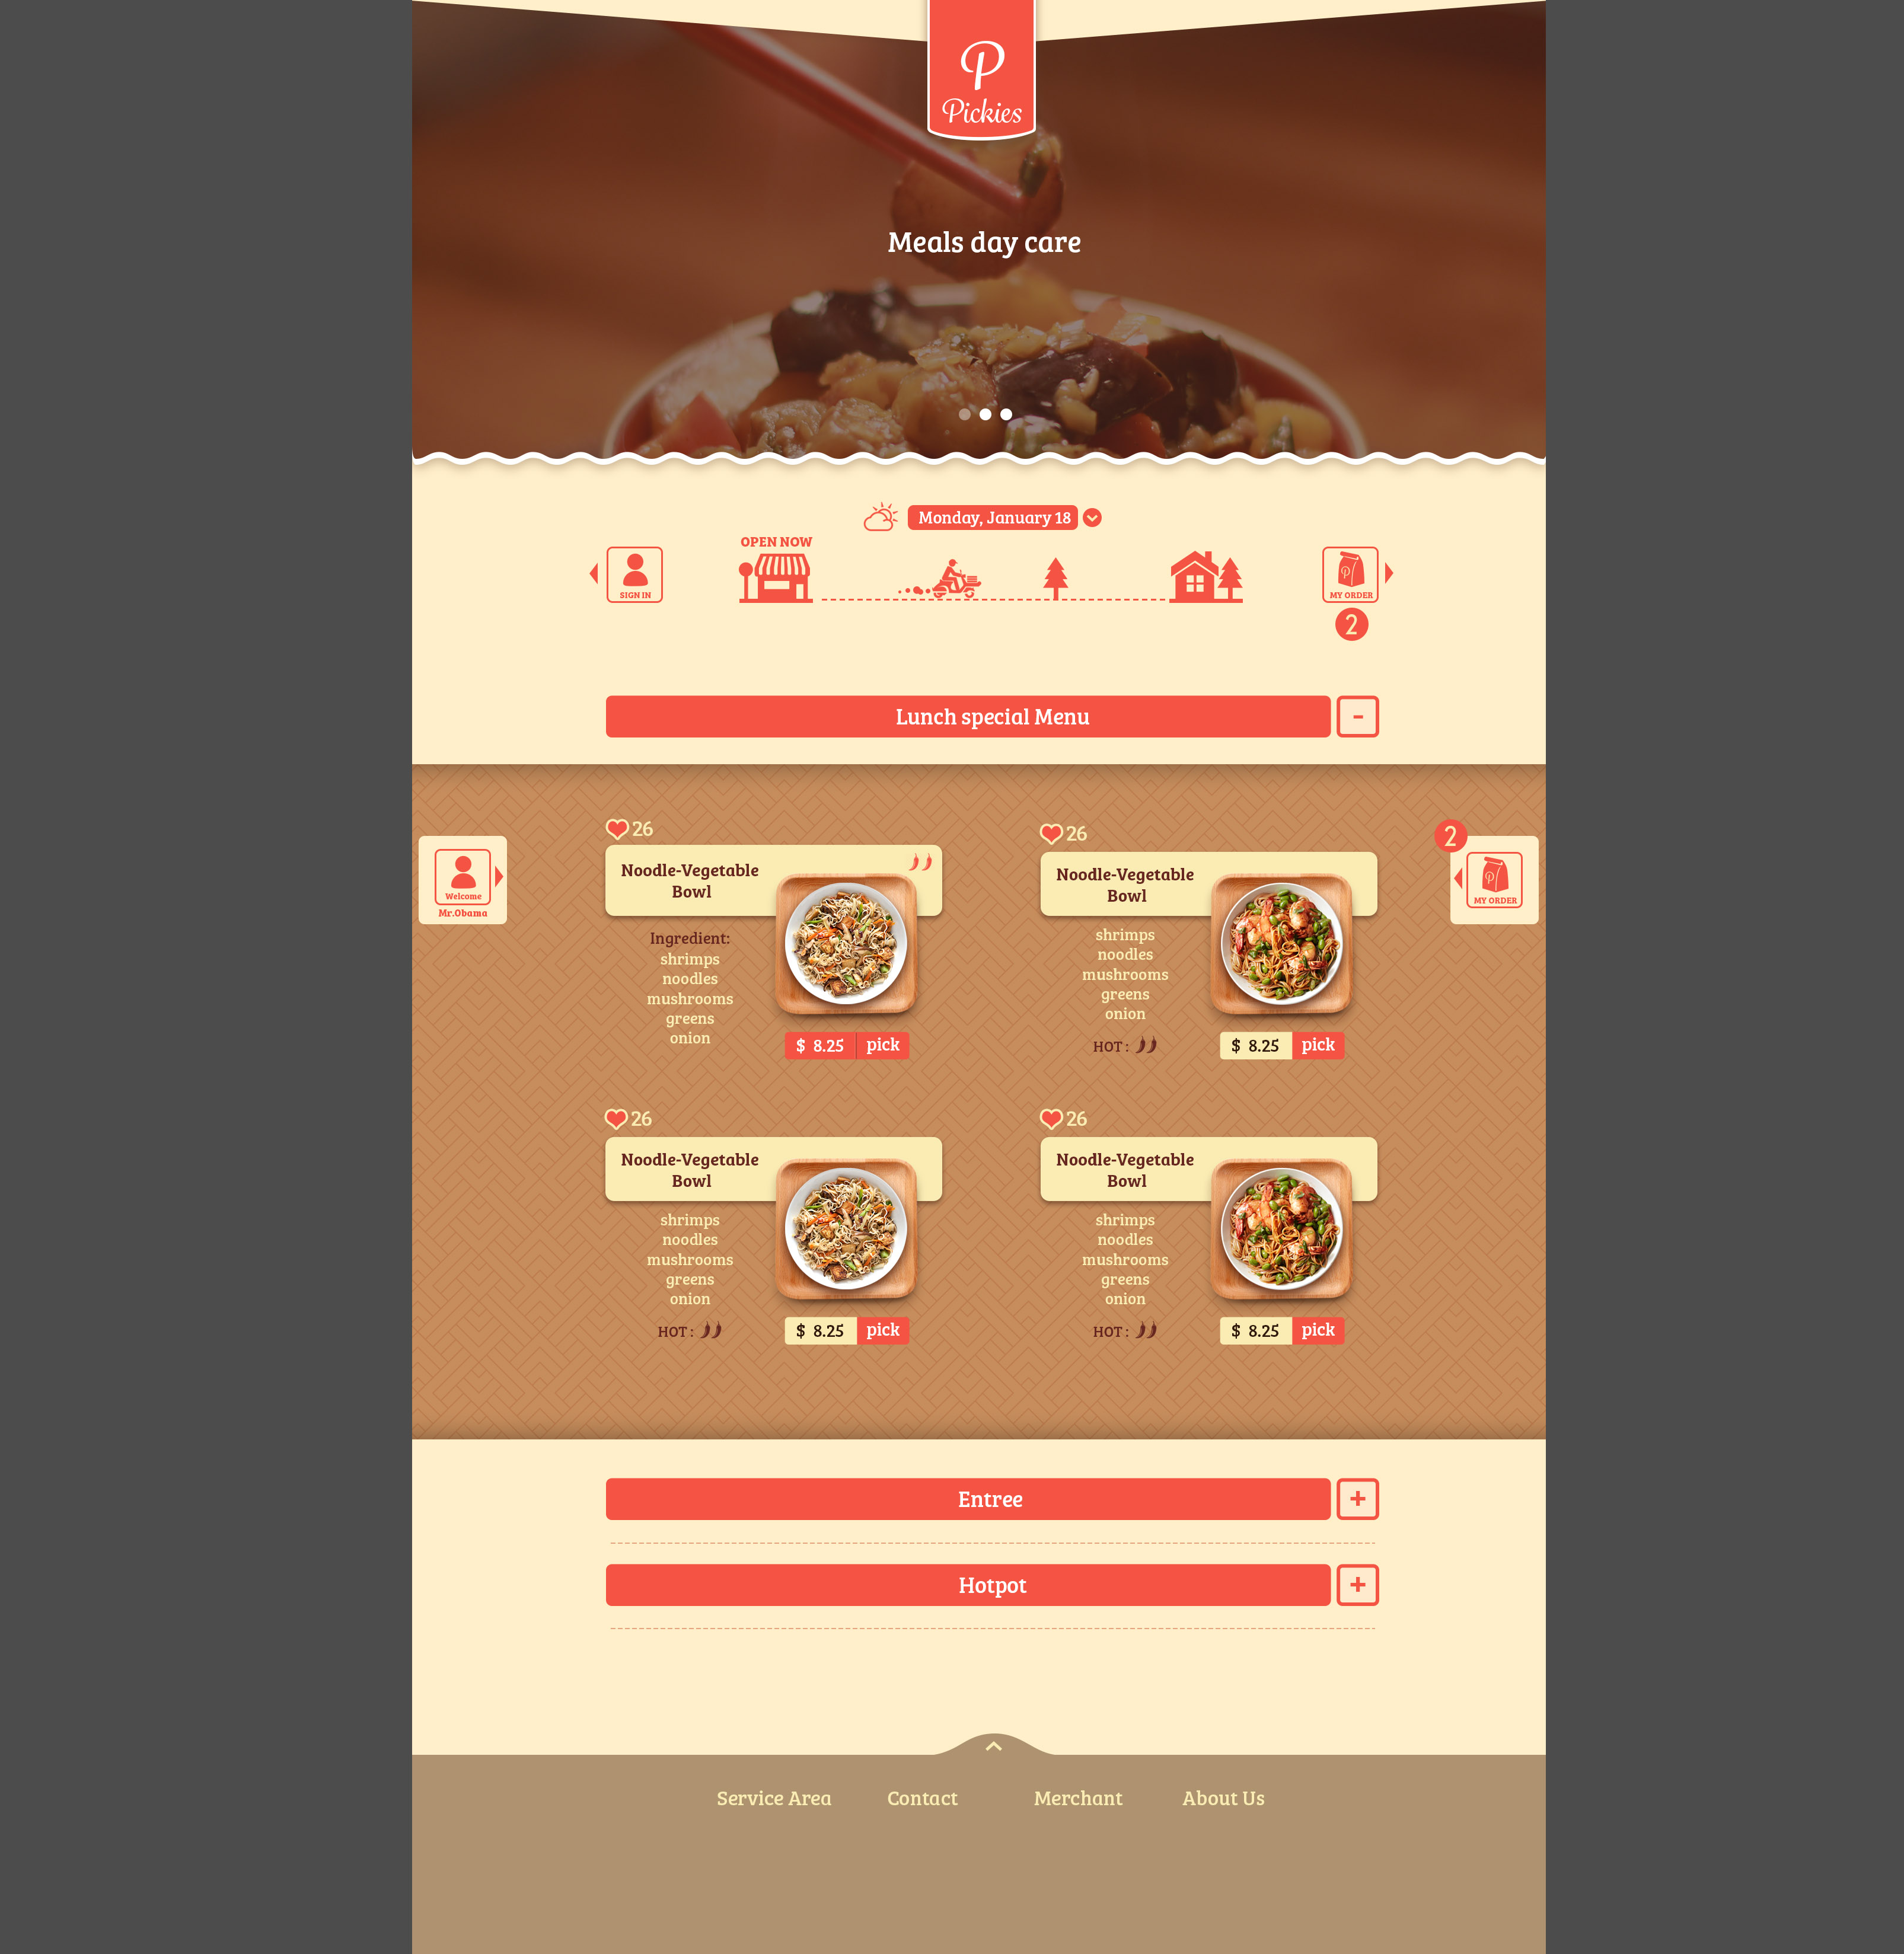 P
Pickies
Meals day care
Monday, January 18
OPEN NOW
SIGN IN
P
MY ORDER
2
Lunch special Menu
-
26
Noodle-Vegetable
Bowl
Ingredient:
shrimps
noodles
mushrooms
greens
onion
$ 8.25
pick
26
Noodle-Vegetable
Bowl
shrimps
noodles
mushrooms
greens
onion
HOT :
$ 8.25
pick
Welcome
Mr.Obama
2
P
MY ORDER
26
Noodle-Vegetable
Bowl
shrimps
noodles
mushrooms
greens
onion
HOT :
$ 8.25
pick
26
Noodle-Vegetable
Bowl
shrimps
noodles
mushrooms
greens
onion
HOT :
$ 8.25
pick
Entree
+
Hotpot
+
Service Area
Contact
Merchant
About Us